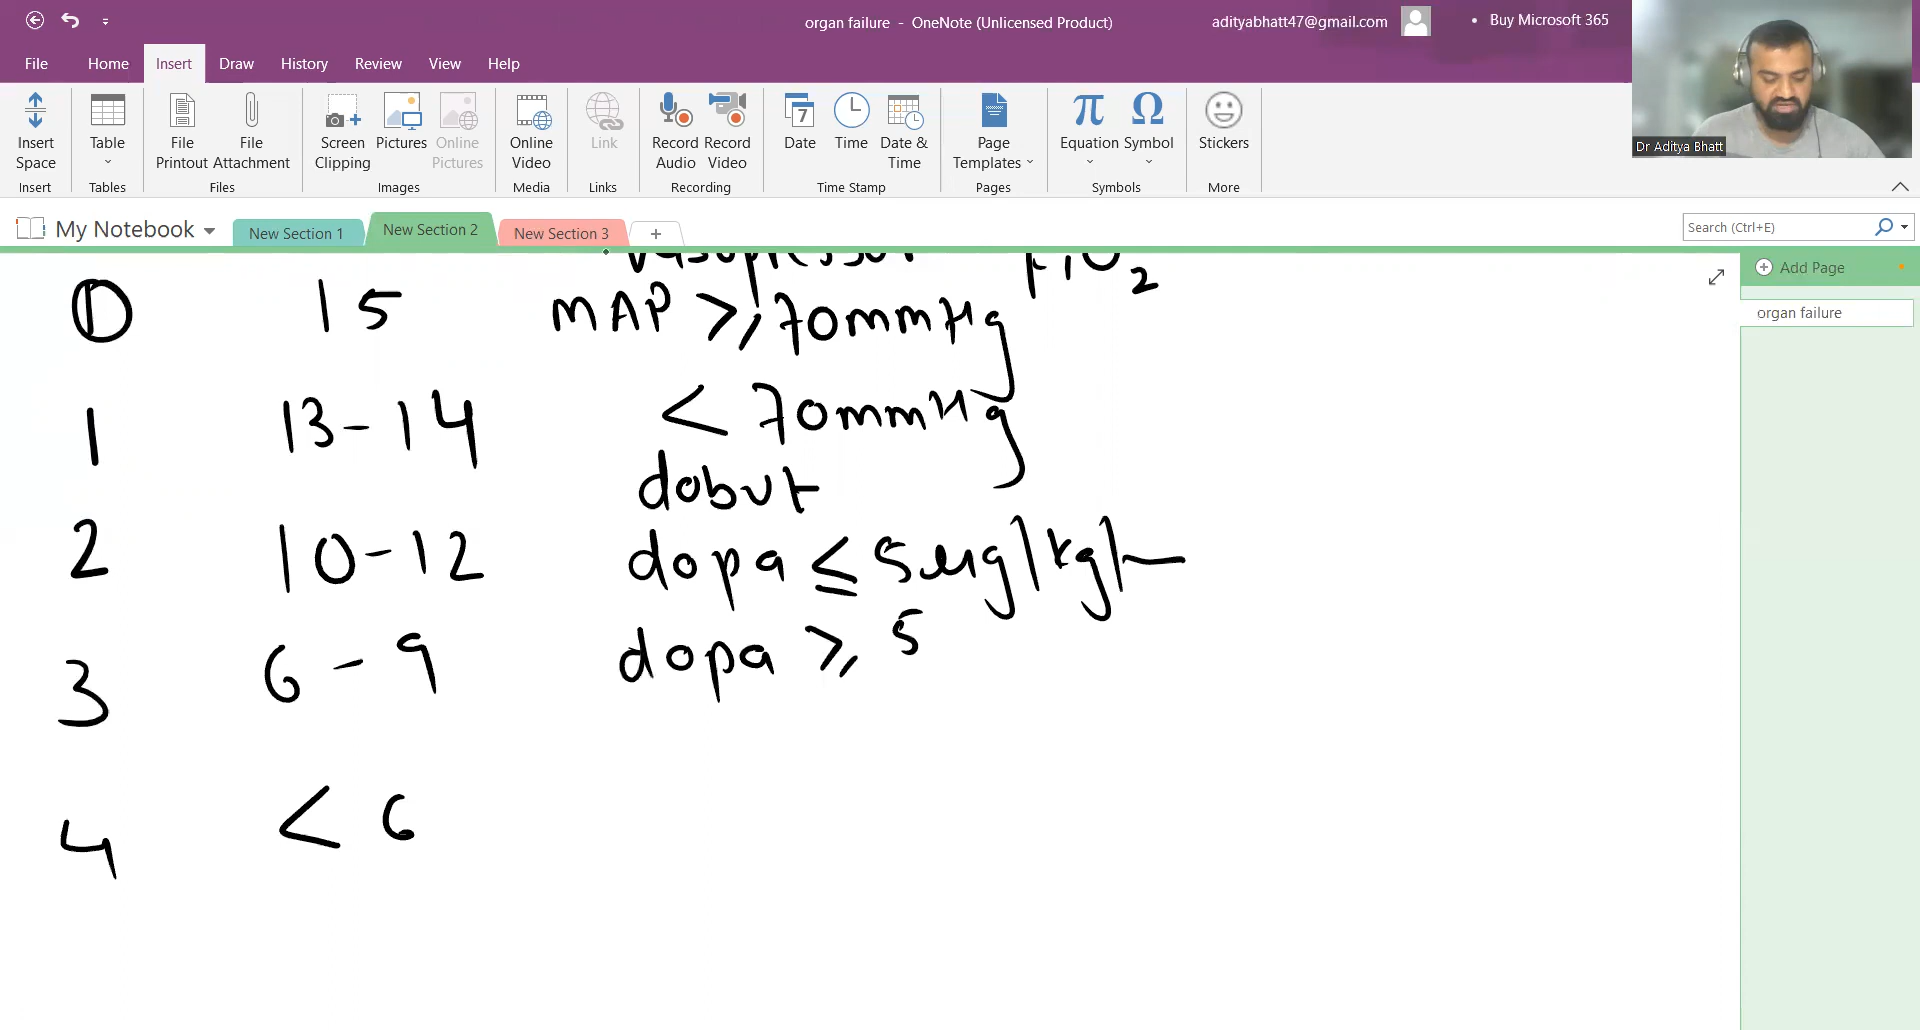 organ failure - OneNote (Unlicensed Product)
adityabhatt47@gmail.com
Buy Microsoft 365
File Home Insert Draw History Review View Help
Insert Space
Table
File Printout
File Attachment
Screen Clipping
Pictures
Online Pictures
Online Video
Link
Record Audio
Record Video
Date
Time
Date & Time
Page Templates
Equation
Symbol
Stickers
Insert Tables Files Images Media Links Recording Time Stamp Pages Symbols More
Dr Aditya Bhatt
My Notebook
New Section 1 New Section 2 New Section 3 +
Search (Ctrl+E)
Add Page
organ failure
vasopressor FiO2
0 15 MAP ≥ 70mmHg
1 13-14 < 70mmHg
dobut
2 10-12 dopa ≤ 5 µg/kg/
3 6-9 dopa ≥ 5
4 < 6